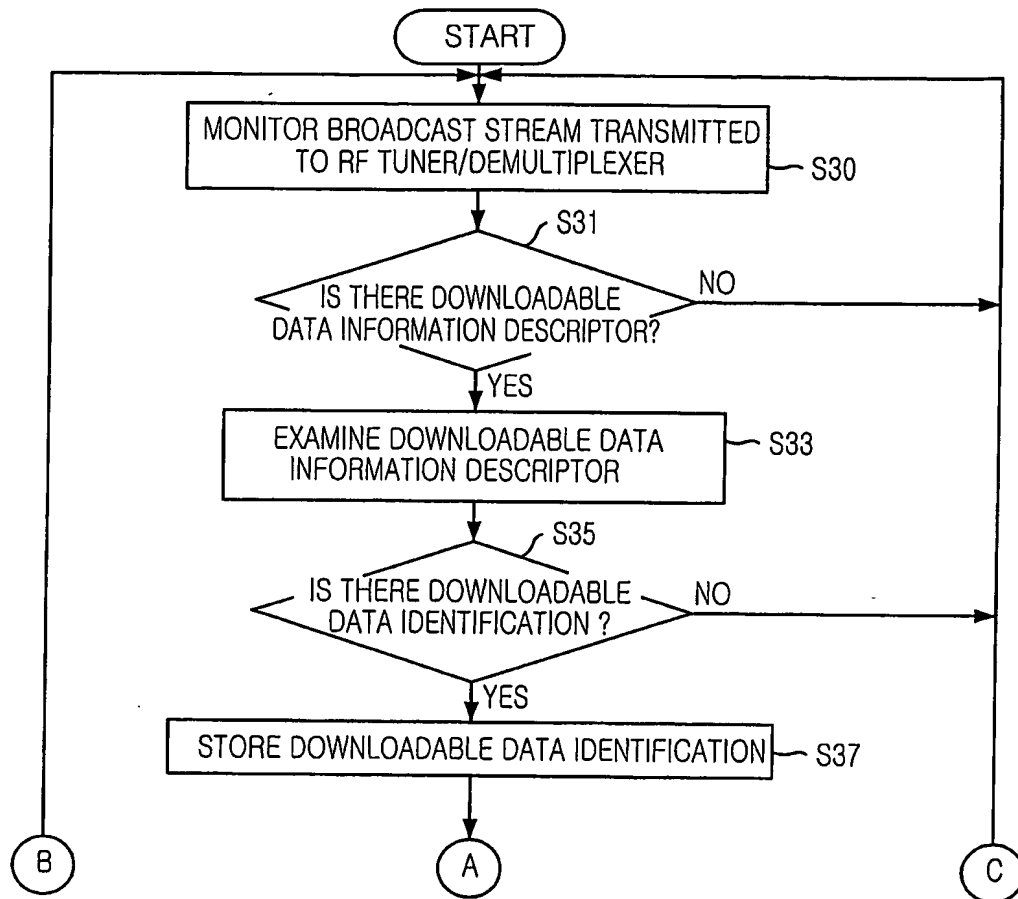 START
MONITOR BROADCAST STREAM TRANSMITTED
TO RF TUNER/DEMULTIPLEXER
S30
S31
IS THERE DOWNLOADABLE
DATA INFORMATION DESCRIPTOR?
NO
YES
EXAMINE DOWNLOADABLE DATA
INFORMATION DESCRIPTOR
S33
S35
IS THERE DOWNLOADABLE
DATA IDENTIFICATION ?
NO
YES
STORE DOWNLOADABLE DATA IDENTIFICATION
S37
B
A
C